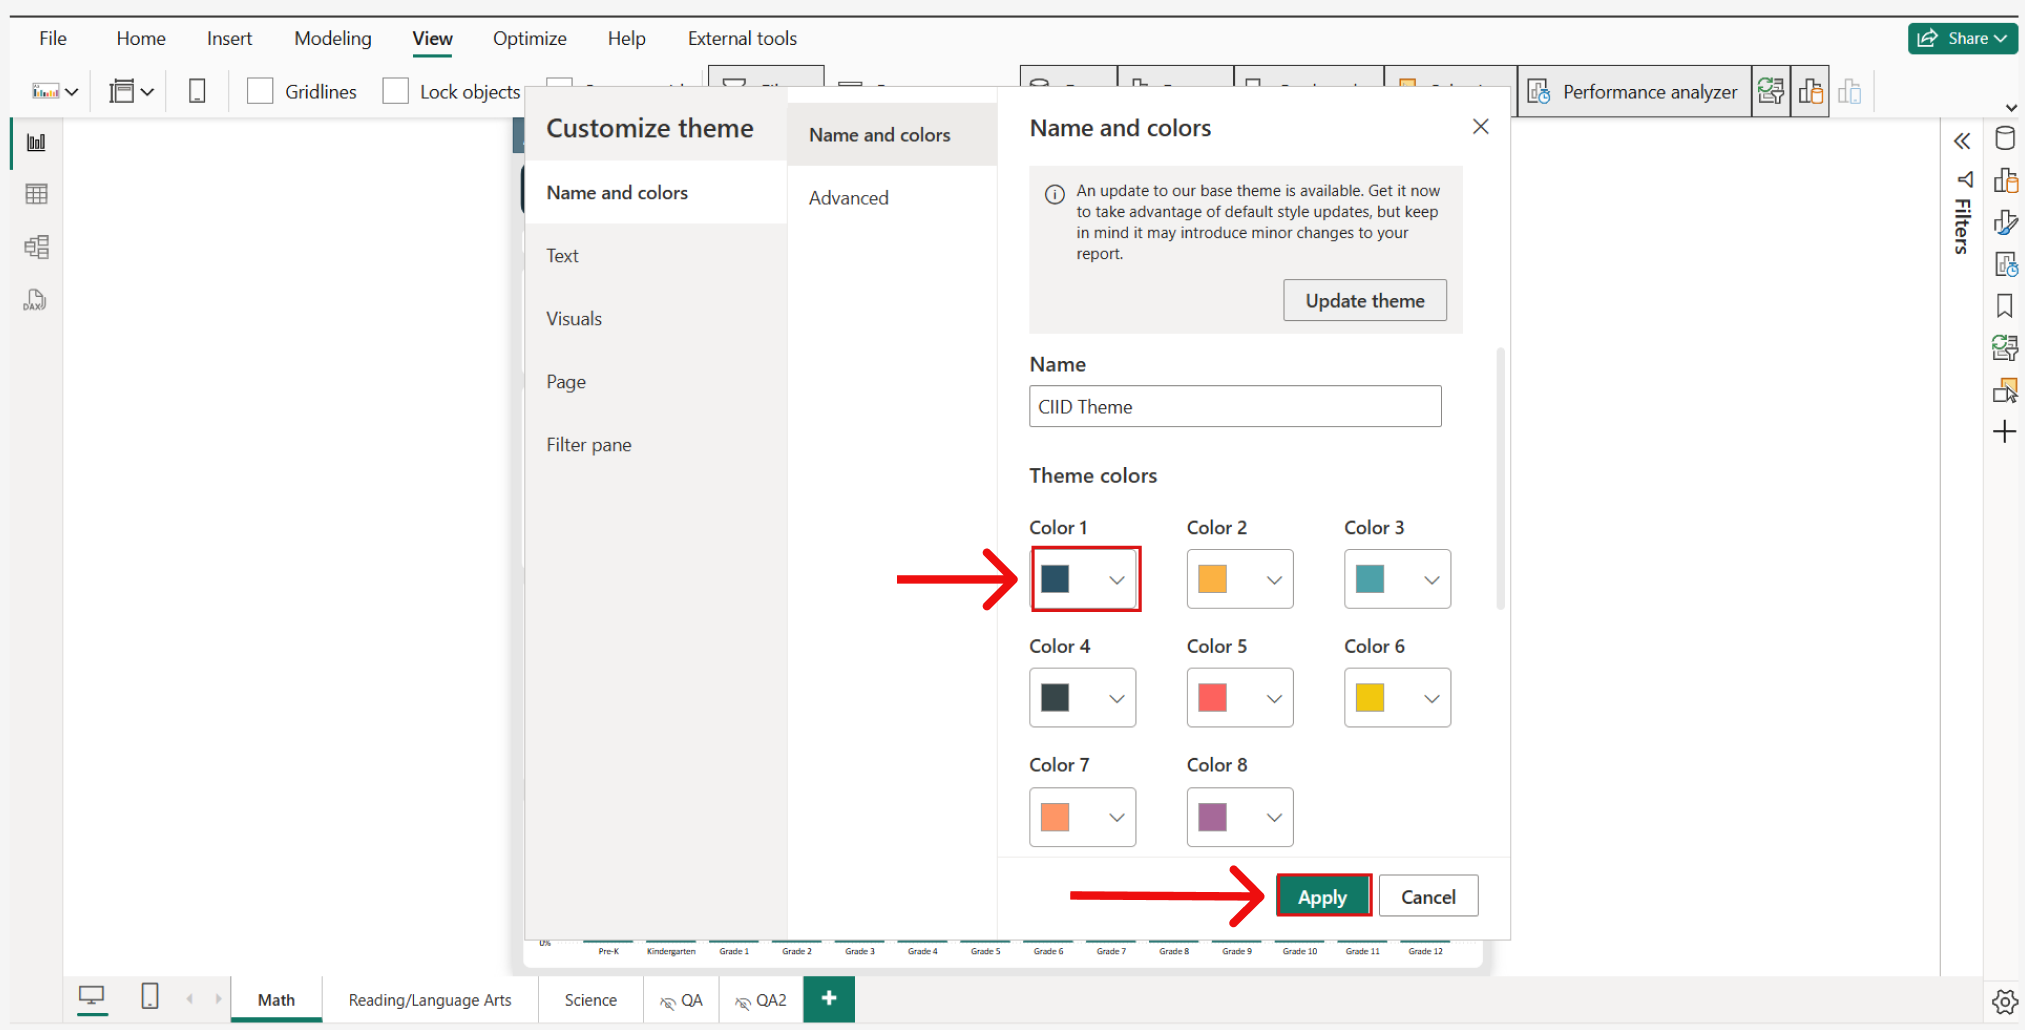 File Home Insert Modeling View Optimize Help External tools Share
Gridlines Lock objects Performance analyzer
Customize theme
Name and colors
Text
Visuals
Page
Filter pane
Name and colors
Advanced
Name and colors
An update to our base theme is available. Get it now
to take advantage of default style updates, but keep
in mind it may introduce minor changes to your
report.
Update theme
Name
CIID Theme
Theme colors
Color 1 Color 2 Color 3
Color 4 Color 5 Color 6
Color 7 Color 8
Apply Cancel
Filters
DAX
0%
Pre-K Kindergarten Grade 1 Grade 2 Grade 3 Grade 4 Grade 5 Grade 6 Grade 7 Grade 8 Grade 9 Grade 10 Grade 11 Grade 12
Math Reading/Language Arts Science QA QA2 +